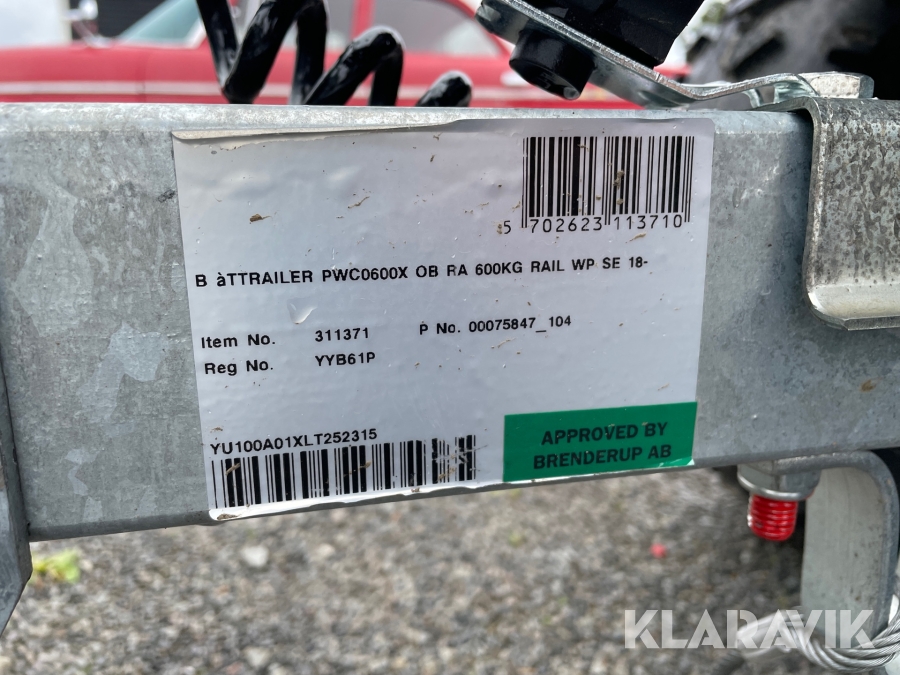 5 702623 113710
B àTTRAILER PWC0600X OB RA 600KG RAIL WP SE 18-
Item No. 311371 P No. 00075847_104
Reg No. YYB61P
YU100A01XLT252315
APPROVED BY
BRENDERUP AB
KLARAVIK